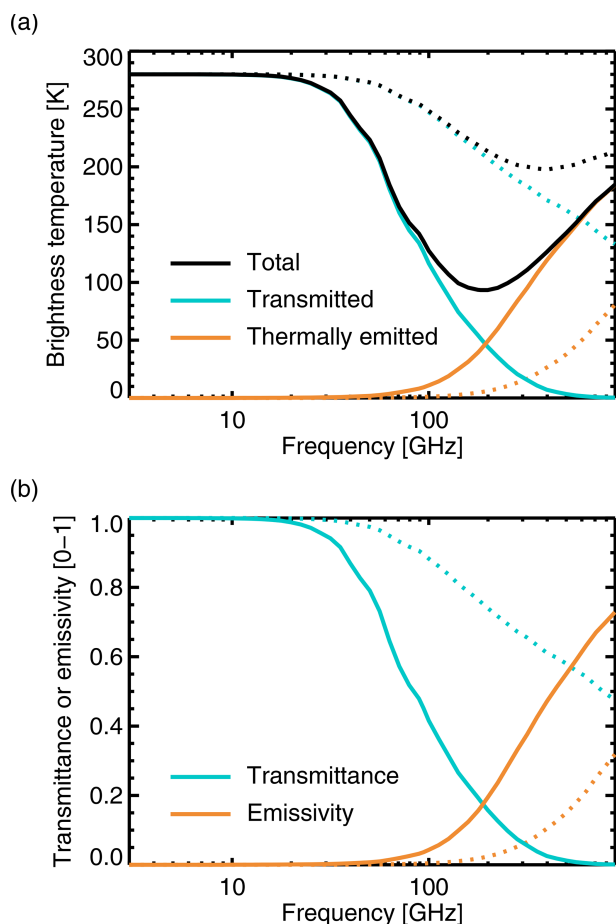 (a)
300
250
200
150
100
50
0
Brightness temperature [K]
Total
Transmitted
Thermally emitted
10
100
Frequency [GHz]
(b)
1.0
0.8
0.6
0.4
0.2
0.0
Transmittance or emissivity [0−1]
Transmittance
Emissivity
10
100
Frequency [GHz]